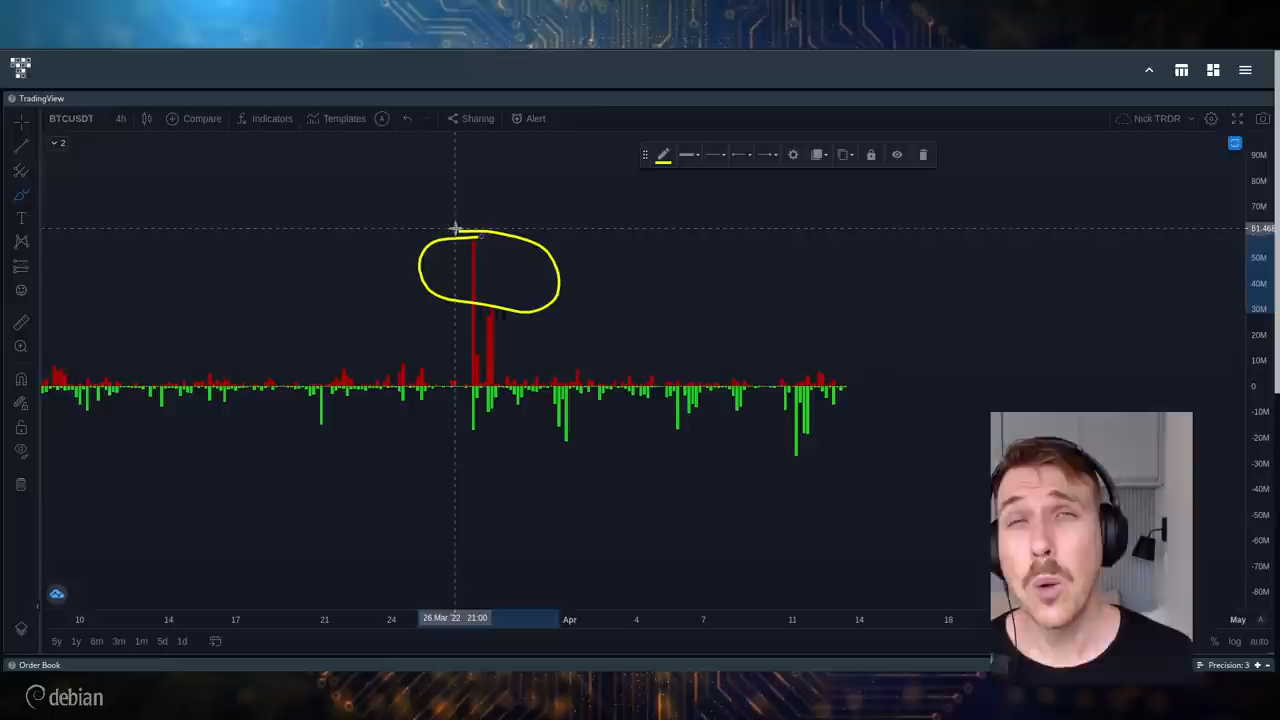 TradingView
BTCUSDT 4h Compare Indicators Templates A Sharing Alert Nick TRDR
2
90M
80M
70M
61.468
50M
40M
30M
20M
10M
0
-10M
-20M
-30M
-40M
-50M
-60M
-70M
-80M
10 14 17 21 24 26 Mar '22 21:00 Apr 4 7 11 14 18 May A
5y 1y 6m 3m 1m 5d 1d % log auto
Order Book Precision: 3 + -
debian